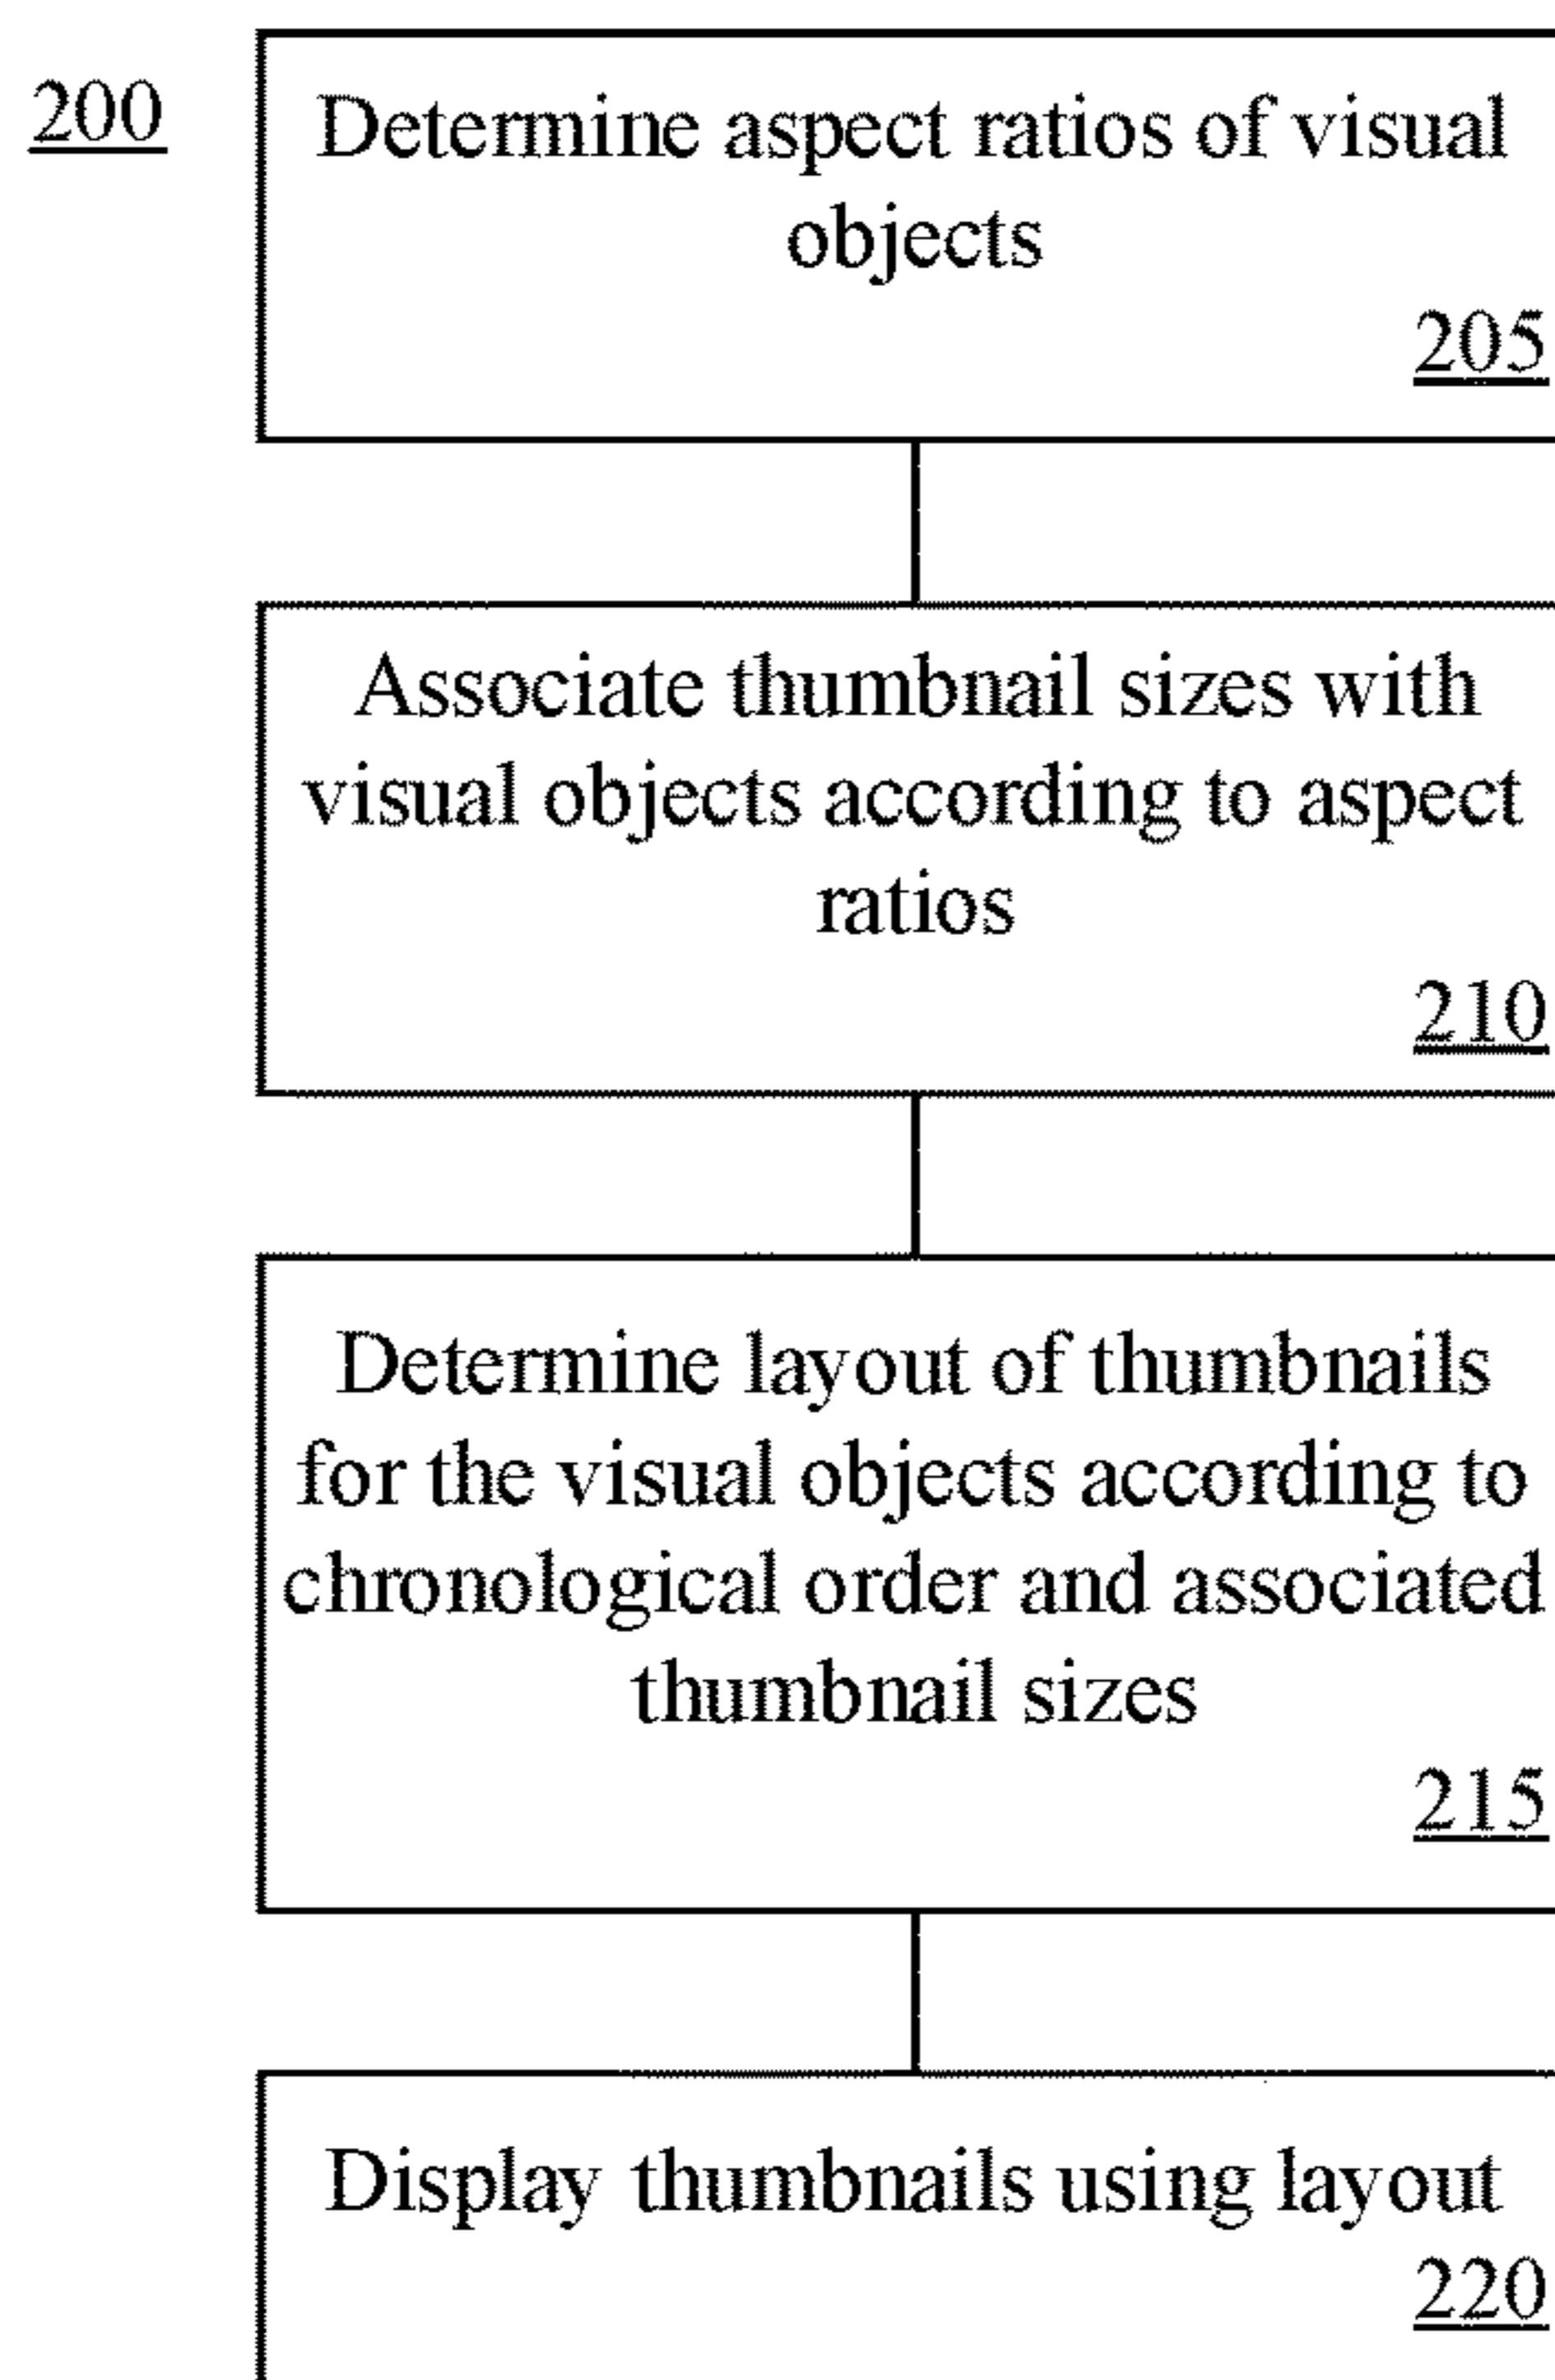 200
Determine aspect ratios of visual
objects
205
Associate thumbnail sizes with
visual objects according to aspect
ratios
210
Determine layout of thumbnails
for the visual objects according to
chronological order and associated
thumbnail sizes
215
Display thumbnails using layout
220